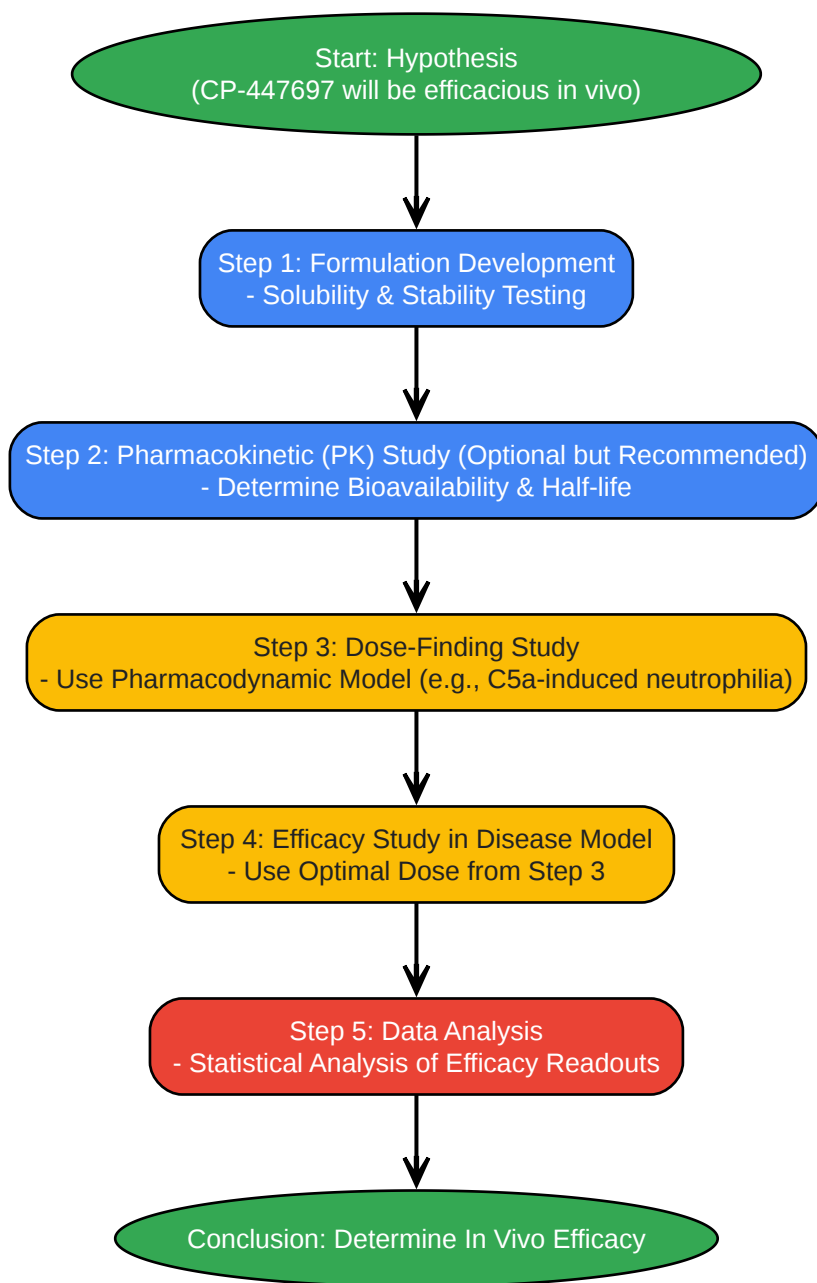 Start: Hypothesis
(CP-447697 will be efficacious in vivo)
Step 1: Formulation Development
- Solubility & Stability Testing
Step 2: Pharmacokinetic (PK) Study (Optional but Recommended)
- Determine Bioavailability & Half-life
Step 3: Dose-Finding Study
- Use Pharmacodynamic Model (e.g., C5a-induced neutrophilia)
Step 4: Efficacy Study in Disease Model
- Use Optimal Dose from Step 3
Step 5: Data Analysis
- Statistical Analysis of Efficacy Readouts
Conclusion: Determine In Vivo Efficacy